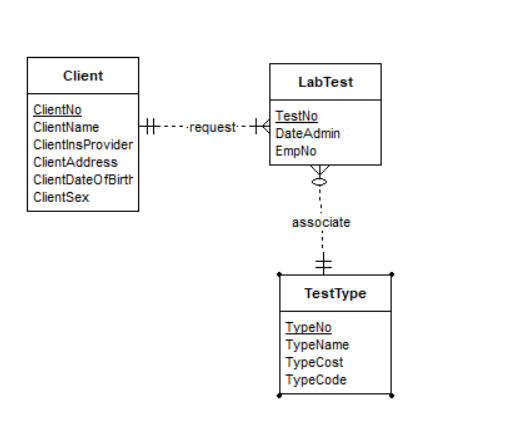 Client
ClientNo
ClientName
ClientInsProvider
ClientAddress
ClientDateOfBirth
ClientSex
request
LabTest
TestNo
DateAdmin
EmpNo
associate
TestType
TypeNo
TypeName
TypeCost
TypeCode